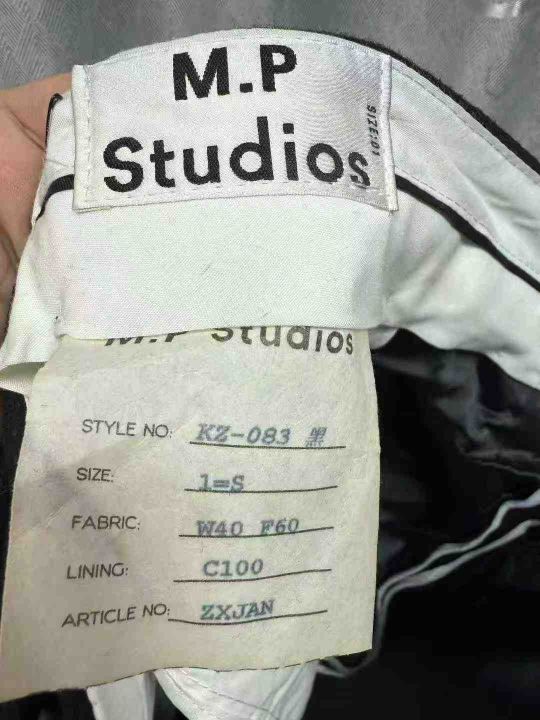 M.P
Studios
SIZE:01
M.P Studios
STYLE NO: KZ-083 黑
SIZE: 1=S
FABRIC: W40 F60
LINING: C100
ARTICLE NO: ZXJAN